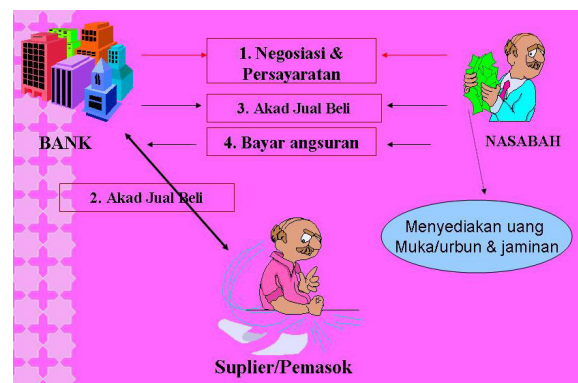 1. Negosiasi &
Persayaratan
3. Akad Jual Beli
BANK
4. Bayar angsuran
NASABAH
2. Akad Jual Beli
Menyediakan uang
Muka/urbun & jaminan
Suplier/Pemasok